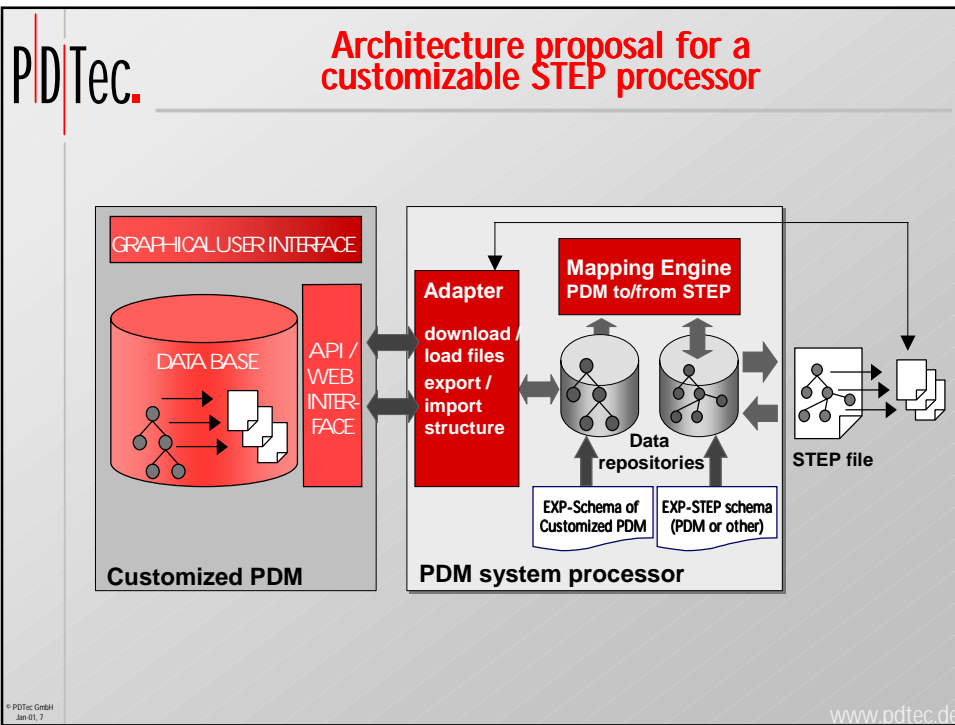 PDTec.
Architecture proposal for a
customizable STEP processor
GRAPHICAL USER INTERFACE
DATA BASE
API /
WEB
INTER-
FACE
Customized PDM
Adapter
download /
load files
export /
import
structure
Mapping Engine
PDM to/from STEP
Data
repositories
EXP-Schema of
Customized PDM
EXP-STEP schema
(PDM or other)
PDM system processor
STEP file
© PDTec GmbH
Jan-01, 7
www.pdtec.de